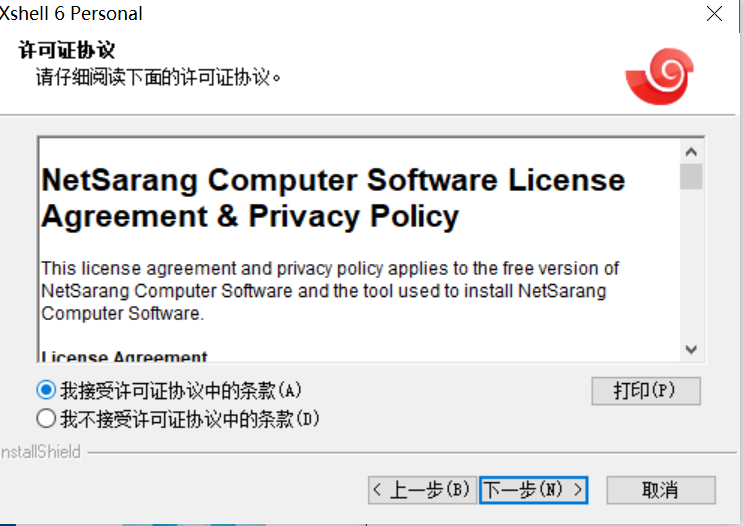 Xshell 6 Personal
许可证协议
请仔细阅读下面的许可证协议。
NetSarang Computer Software License
Agreement & Privacy Policy
This license agreement and privacy policy applies to the free version of
NetSarang Computer Software and the tool used to install NetSarang
Computer Software.
License Agreement
我接受许可证协议中的条款(A)
打印(P)
我不接受许可证协议中的条款(D)
nstallShield
< 上一步(B)
下一步(N) >
取消